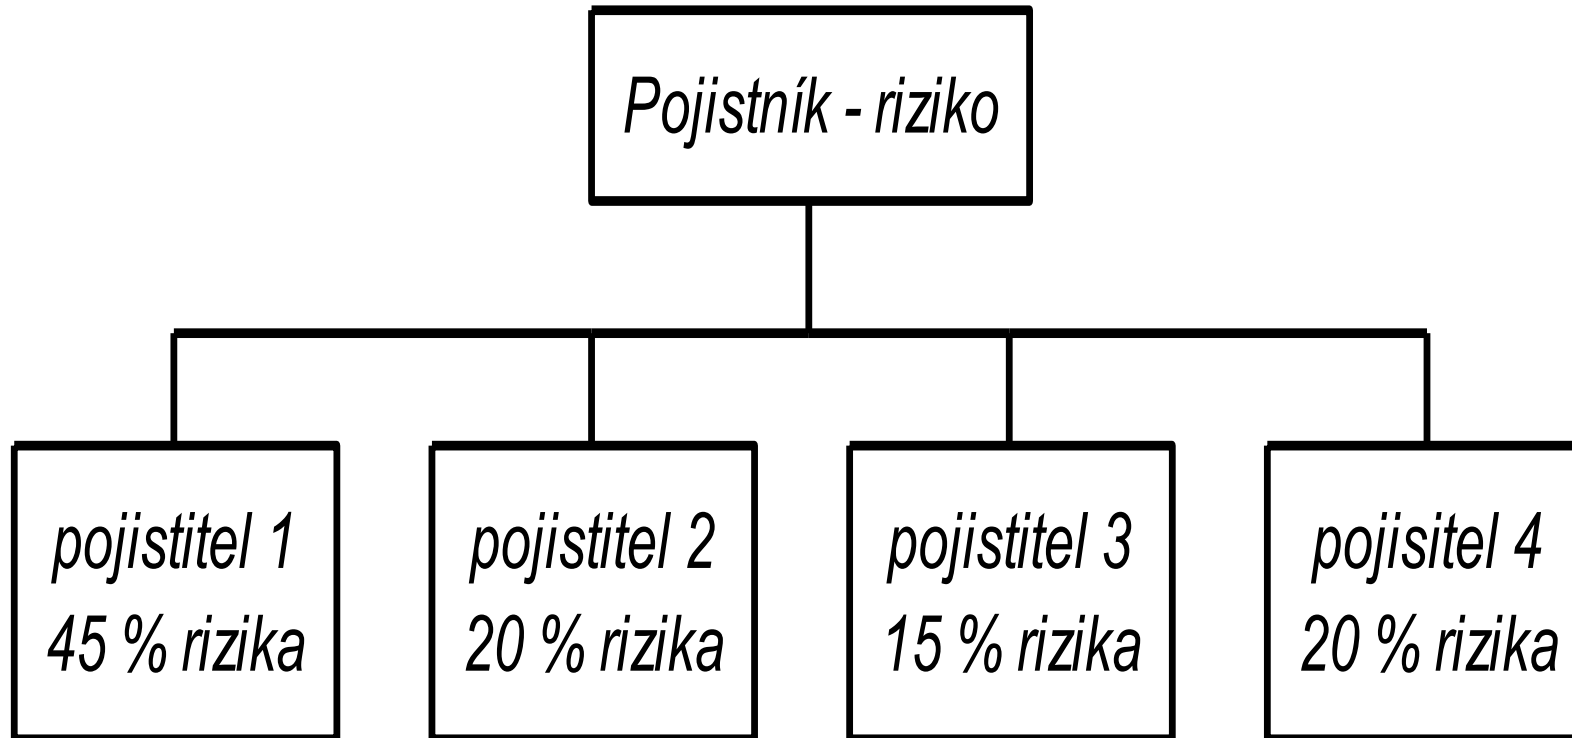 Pojistník - riziko
pojistitel 1
45 % rizika
pojistitel 2
20 % rizika
pojistitel 3
15 % rizika
pojisitel 4
20 % rizika